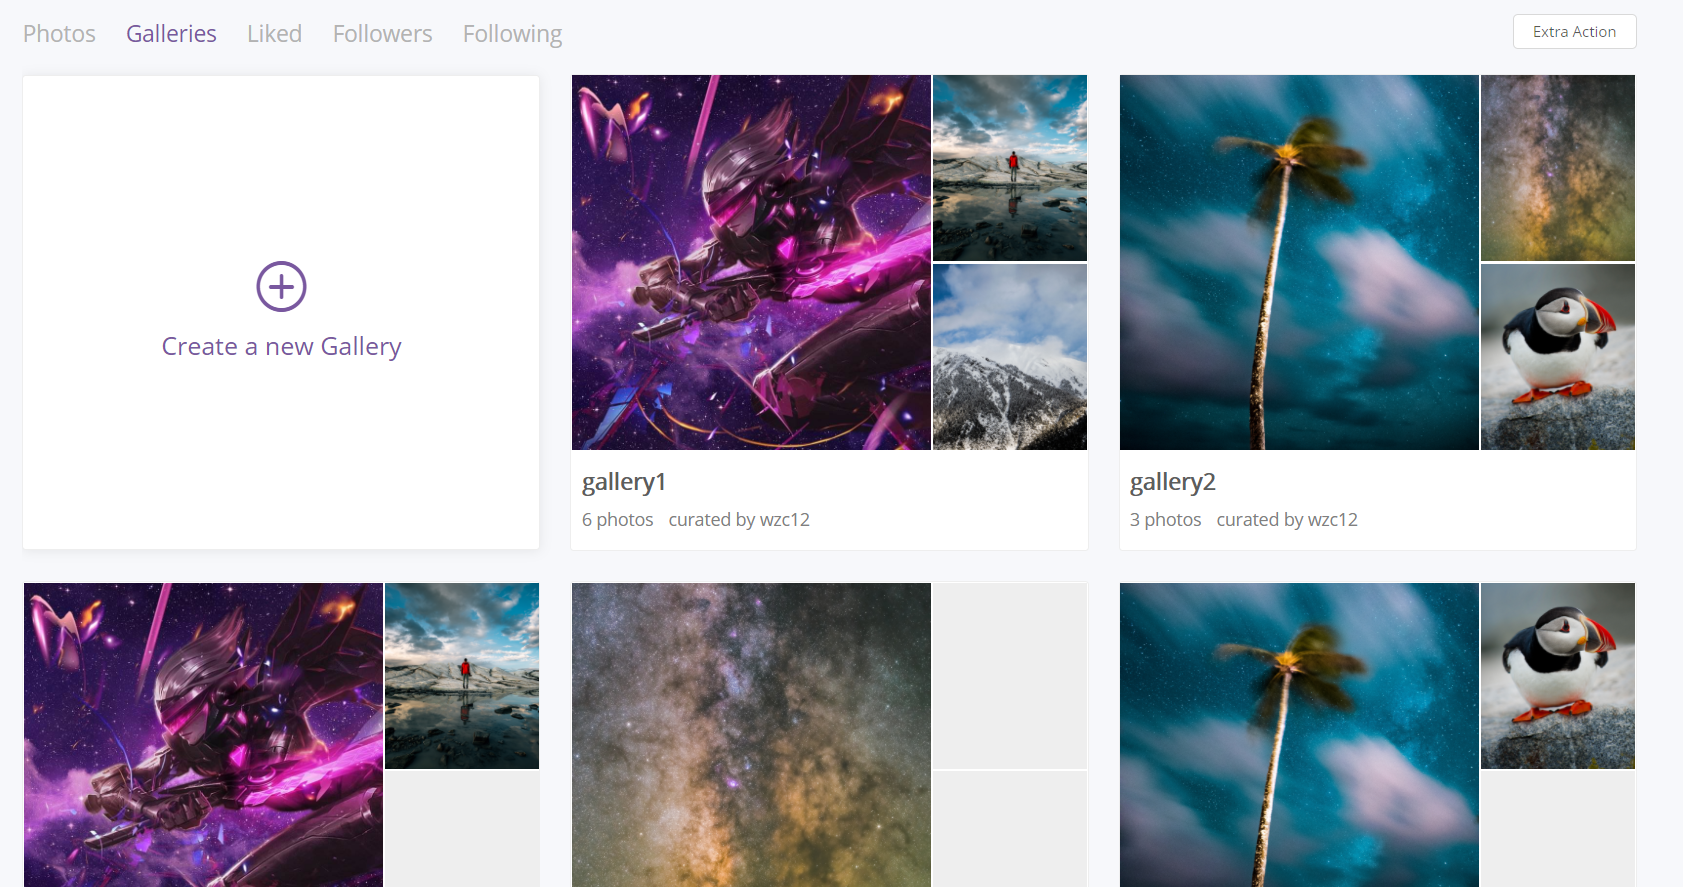 Photos Galleries Liked Followers Following Extra Action
Create a new Gallery
gallery1
6 photos curated by wzc12
gallery2
3 photos curated by wzc12